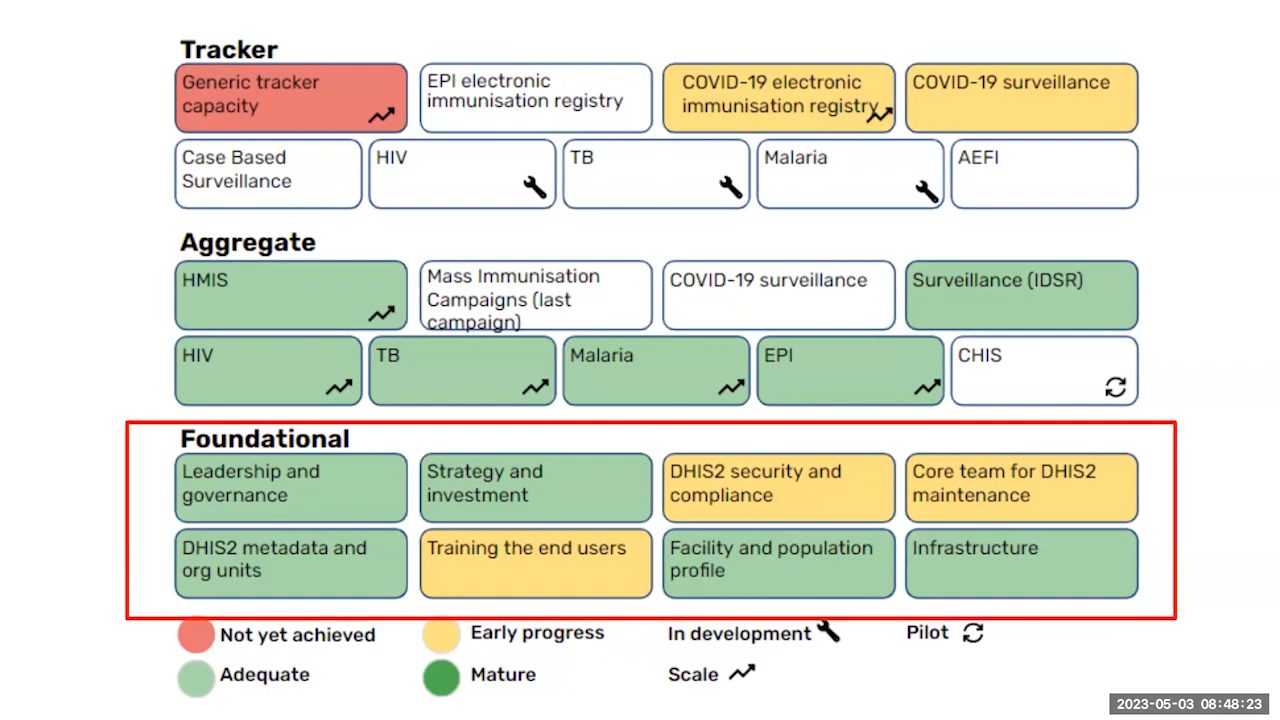 Tracker
Generic tracker
capacity
EPI electronic
immunisation registry
COVID-19 electronic
immunisation registry
COVID-19 surveillance
Case Based
Surveillance
HIV
TB
Malaria
AEFI
Aggregate
HMIS
Mass Immunisation
Campaigns (last
campaign)
COVID-19 surveillance
Surveillance (IDSR)
HIV
TB
Malaria
EPI
CHIS
Foundational
Leadership and
governance
Strategy and
investment
DHIS2 security and
compliance
Core team for DHIS2
maintenance
DHIS2 metadata and
org units
Training the end users
Facility and population
profile
Infrastructure
Not yet achieved
Early progress
In development
Pilot
Adequate
Mature
Scale
2023-05-03 08:48:23